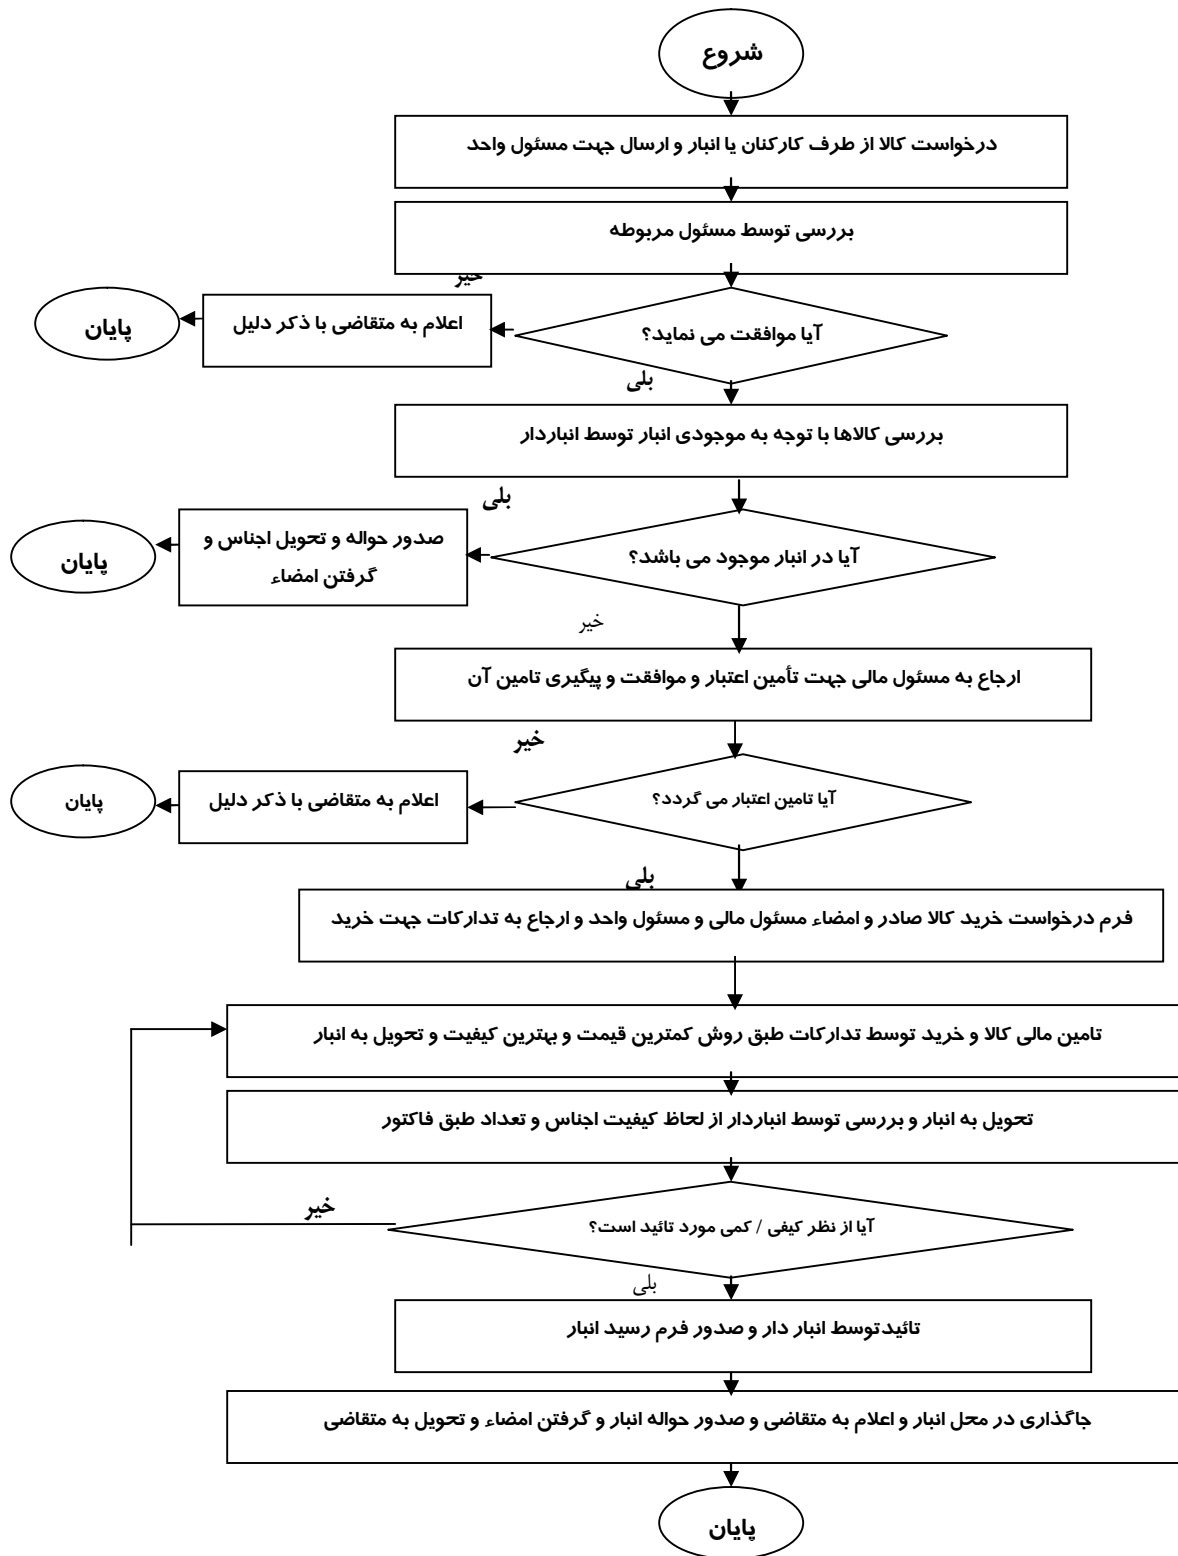 شروع
درخواست کالا از طرف کارکنان یا انبار و ارسال جهت مسئول واحد
بررسی توسط مسئول مربوطه
خیر
آیا موافقت می نماید؟
اعلام به متقاضی با ذکر دلیل
پایان
بلی
بررسی کالاها با توجه به موجودی انبار توسط انباردار
بلی
آیا در انبار موجود می باشد؟
صدور حواله و تحویل اجناس و
گرفتن امضاء
پایان
خیر
ارجاع به مسئول مالی جهت تأمین اعتبار و موافقت و پیگیری تامین آن
خیر
آیا تامین اعتبار می گردد؟
اعلام به متقاضی با ذکر دلیل
پایان
بلی
فرم درخواست خرید کالا صادر و امضاء مسئول مالی و مسئول واحد و ارجاع به تدارکات جهت خرید
تامین مالی کالا و خرید توسط تدارکات طبق روش کمترین قیمت و بهترین کیفیت و تحویل به انبار
تحویل به انبار و بررسی توسط انباردار از لحاظ کیفیت اجناس و تعداد طبق فاکتور
خیر
آیا از نظر کیفی / کمی مورد تائید است؟
بلی
تائیدتوسط انبار دار و صدور فرم رسید انبار
جاگذاری در محل انبار و اعلام به متقاضی و صدور حواله انبار و گرفتن امضاء و تحویل به متقاضی
پایان